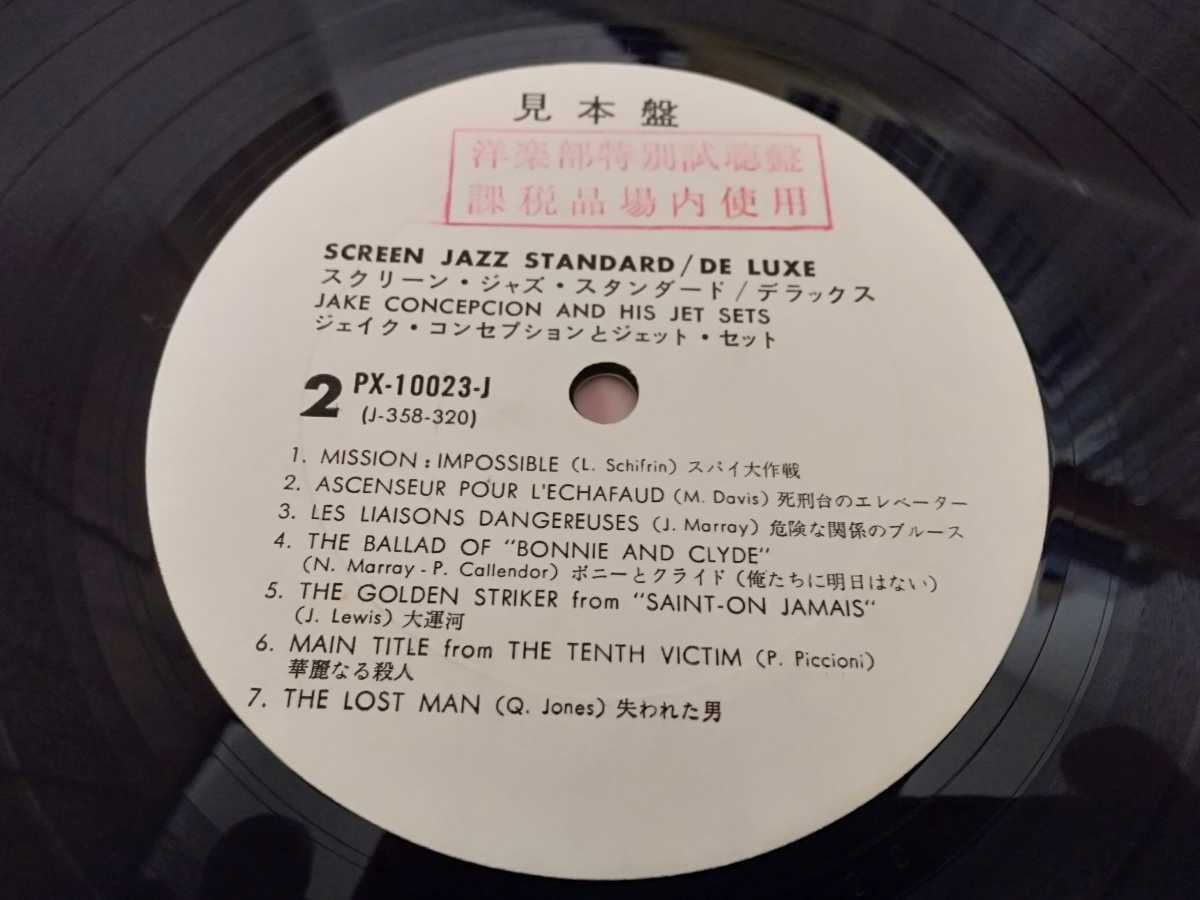 見本盤
洋楽部特別試聴盤
課税品場内使用
SCREEN JAZZ STANDARD/DE LUXE
スクリーン・ジャズ・スタンダード/デラックス
JAKE CONCEPCION AND HIS JET SETS
ジェイク・コンセプションとジェット・セット
2 PX-10023-J
(J-358-320)
1. MISSION : IMPOSSIBLE (L. Schifrin) スパイ大作戦
2. ASCENSEUR POUR L'ECHAFAUD (M. Davis) 死刑台のエレベーター
3. LES LIAISONS DANGEREUSES (J. Marray) 危険な関係のブルース
4. THE BALLAD OF "BONNIE AND CLYDE"
(N. Marray - P. Callendor) ボニーとクライド (俺たちに明日はない)
5. THE GOLDEN STRIKER from "SAINT-ON JAMAIS"
(J. Lewis) 大運河
6. MAIN TITLE from THE TENTH VICTIM (P. Piccioni)
華麗なる殺人
7. THE LOST MAN (Q. Jones) 失われた男